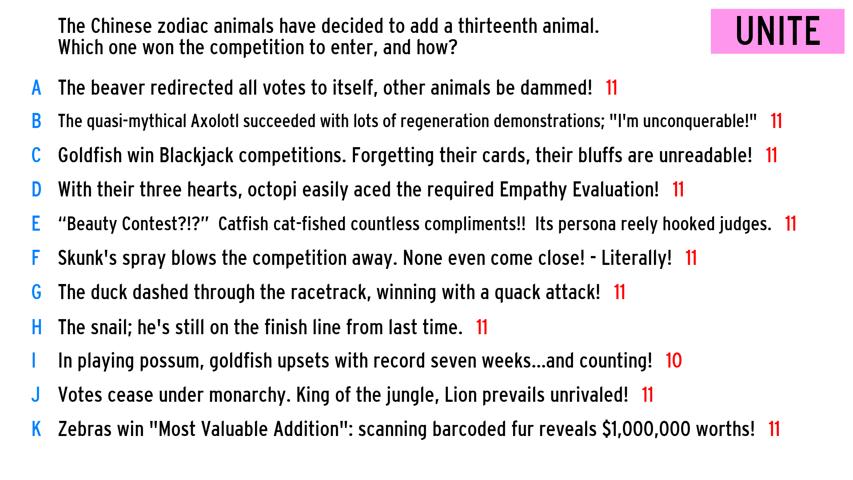 The Chinese zodiac animals have decided to add a thirteenth animal.
Which one won the competition to enter, and how?
UNITE
A The beaver redirected all votes to itself, other animals be dammed! 11
B The quasi-mythical Axolotl succeeded with lots of regeneration demonstrations; "I'm unconquerable!" 11
C Goldfish win Blackjack competitions. Forgetting their cards, their bluffs are unreadable! 11
D With their three hearts, octopi easily aced the required Empathy Evaluation! 11
E “Beauty Contest?!?” Catfish cat-fished countless compliments!! Its persona reely hooked judges. 11
F Skunk's spray blows the competition away. None even come close! - Literally! 11
G The duck dashed through the racetrack, winning with a quack attack! 11
H The snail; he's still on the finish line from last time. 11
I In playing possum, goldfish upsets with record seven weeks...and counting! 10
J Votes cease under monarchy. King of the jungle, Lion prevails unrivaled! 11
K Zebras win "Most Valuable Addition": scanning barcoded fur reveals $1,000,000 worths! 11